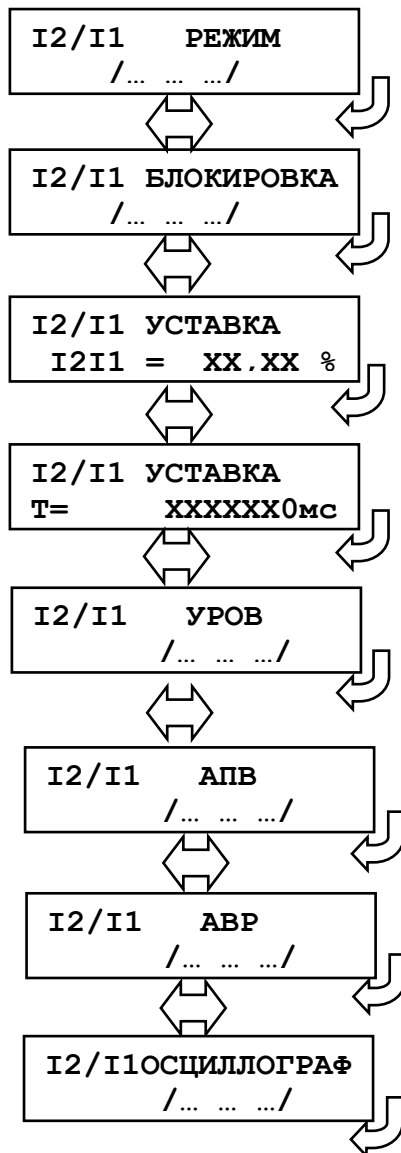 I2/I1 РЕЖИМ
/… … …/
I2/I1 БЛОКИРОВКА
/… … …/
I2/I1 УСТАВКА
I2I1 = XX.XX %
I2/I1 УСТАВКА
T= XXXXXX0мс
I2/I1 УРОВ
/… … …/
I2/I1 АПВ
/… … …/
I2/I1 АВР
/… … …/
I2/I1ОСЦИЛЛОГРАФ
/… … …/